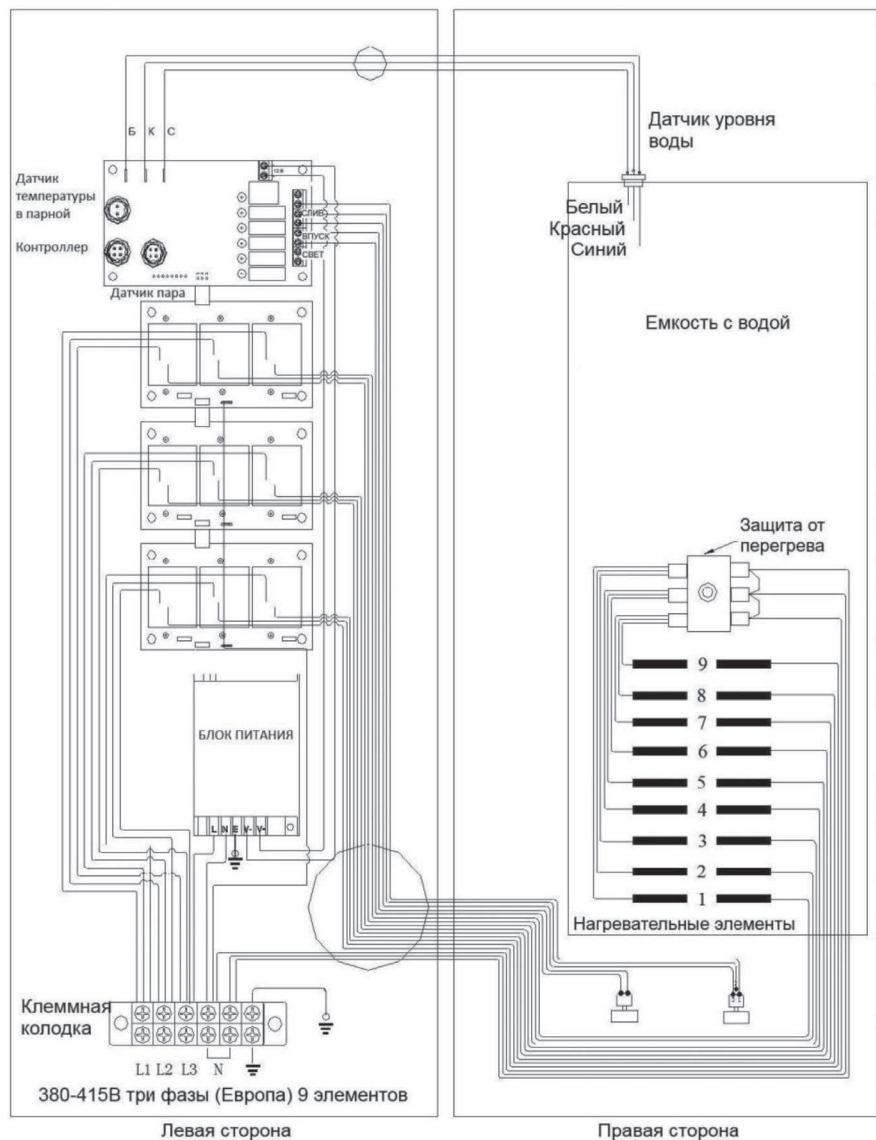 Б К С
Датчик уровня
воды
Датчик
температуры
в парной
12В
Белый
Красный
Синий
СЛИВ
ВПУСК
СВЕТ
Контроллер
Датчик пара
Емкость с водой
Защита от
перегрева
9
8
7
6
5
4
3
2
1
БЛОК ПИТАНИЯ
L N E V- V+
Нагревательные элементы
Клеммная
колодка
L1 L2 L3 N
380-415В три фазы (Европа) 9 элементов
Левая сторона
Правая сторона